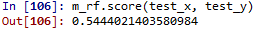 In [106]: m_rf.score(test_x, test_y)
Out[106]: 0.5444021403580984